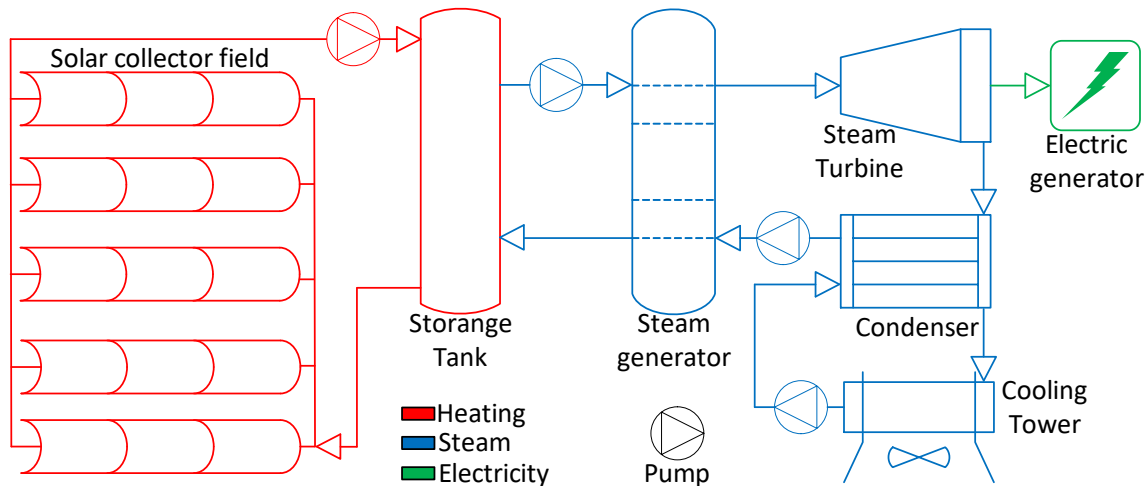 Solar collector field
Storange
Tank
Steam
generator
Steam
Turbine
Electric
generator
Condenser
Cooling
Tower
Heating
Steam
Electricity
Pump